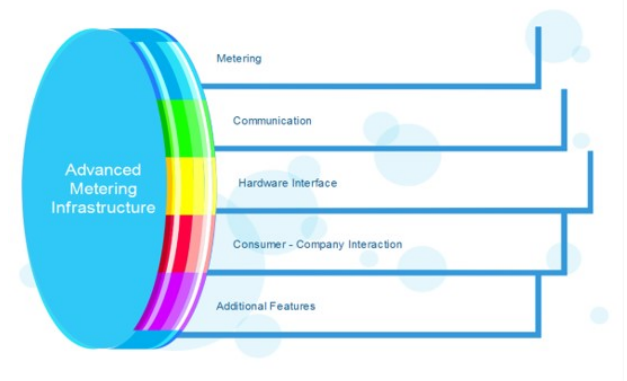 Advanced
Metering
Infrastructure
Metering
Communication
Hardware Interface
Consumer - Company Interaction
Additional Features